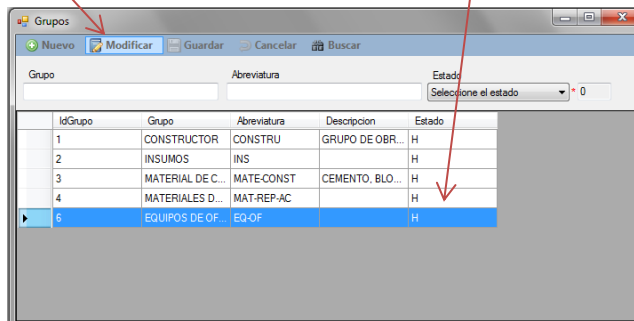 Grupos
Nuevo Modificar Guardar Cancelar Buscar
Grupo Abreviatura Estado
Seleccione el estado * 0
IdGrupo Grupo Abreviatura Descripcion Estado
1 CONSTRUCTOR CONSTRU GRUPO DE OBR... H
2 INSUMOS INS H
3 MATERIAL DE C... MATE-CONST CEMENTO, BLO... H
4 MATERIALES D... MAT-REP-AC H
6 EQUIPOS DE OF... EQ-OF H